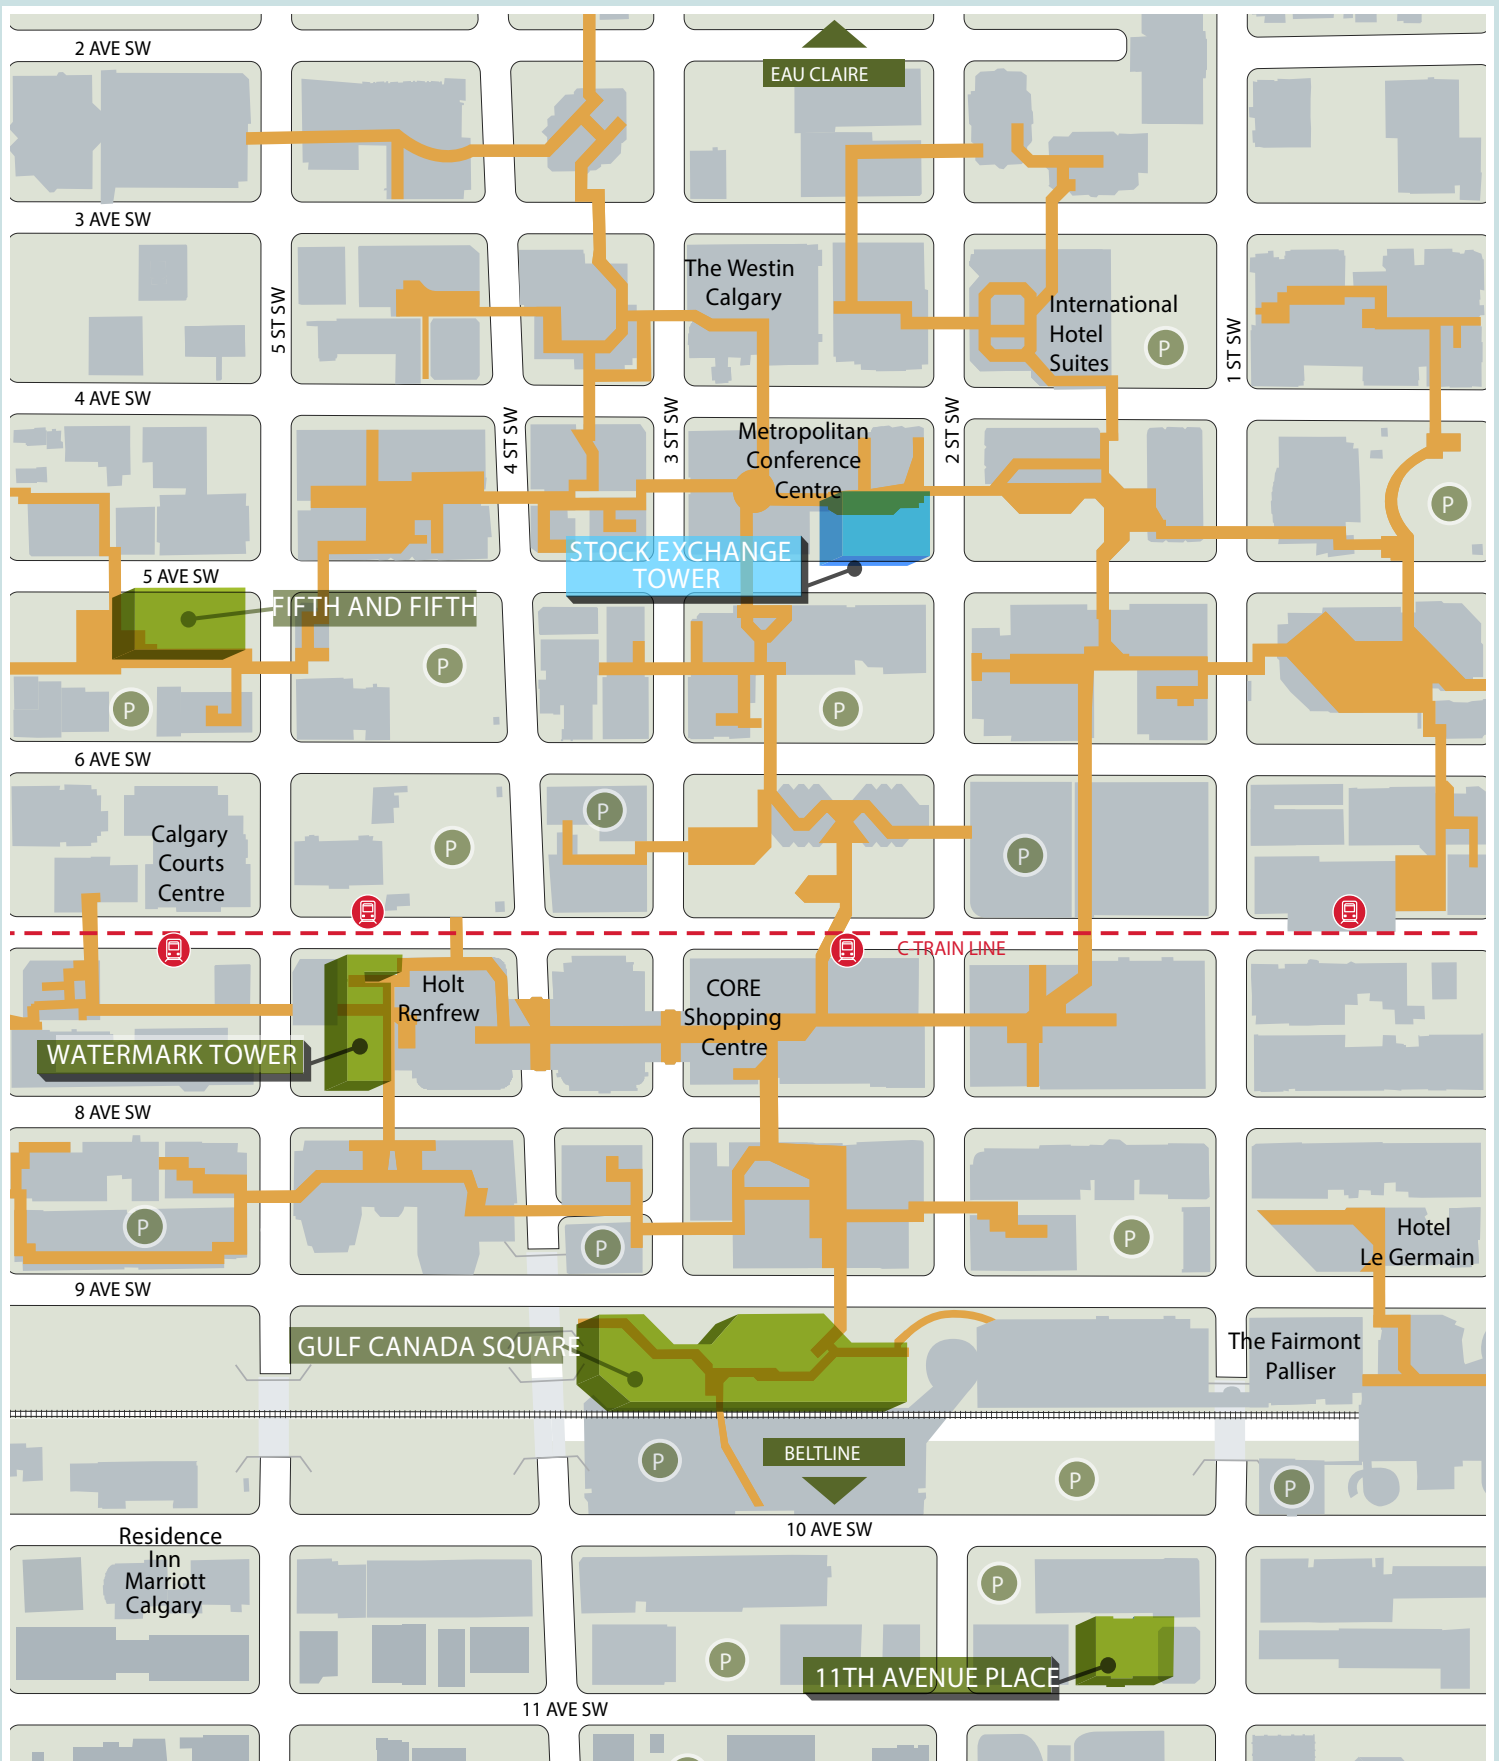 2 AVE SW
EAU CLAIRE
3 AVE SW
The Westin
Calgary
5 ST SW
International
Hotel
Suites
P
1 ST SW
4 AVE SW
4 ST SW
3 ST SW
2 ST SW
Metropolitan
Conference
Centre
P
STOCK EXCHANGE
TOWER
5 AVE SW
FIFTH AND FIFTH
P
P
P
6 AVE SW
P
Calgary
Courts
Centre
P
P
C TRAIN LINE
Holt
Renfrew
CORE
Shopping
Centre
WATERMARK TOWER
8 AVE SW
P
P
P
Hotel
Le Germain
9 AVE SW
GULF CANADA SQUARE
The Fairmont
Palliser
BELTLINE
P
P
P
10 AVE SW
Residence
Inn
Marriott
Calgary
P
P
11TH AVENUE PLACE
11 AVE SW